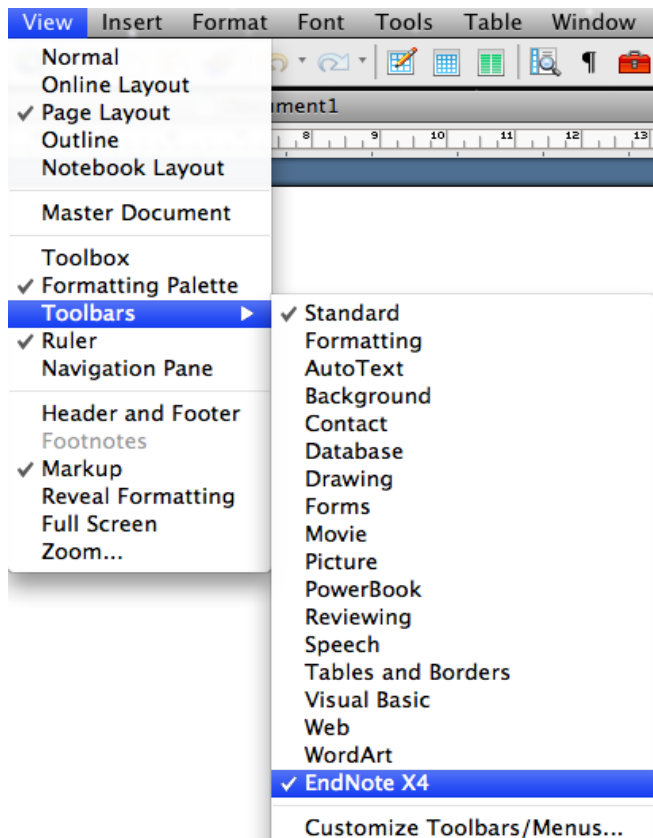 View Insert Format Font Tools Table Window
Normal
Online Layout
✓ Page Layout
Outline
Notebook Layout
Master Document
Toolbox
✓ Formatting Palette
Toolbars ▶
✓ Ruler
Navigation Pane
Header and Footer
Footnotes
✓ Markup
Reveal Formatting
Full Screen
Zoom...
ment1
8 9 10 11 12 13
✓ Standard
Formatting
AutoText
Background
Contact
Database
Drawing
Forms
Movie
Picture
PowerBook
Reviewing
Speech
Tables and Borders
Visual Basic
Web
WordArt
✓ EndNote X4
Customize Toolbars/Menus...